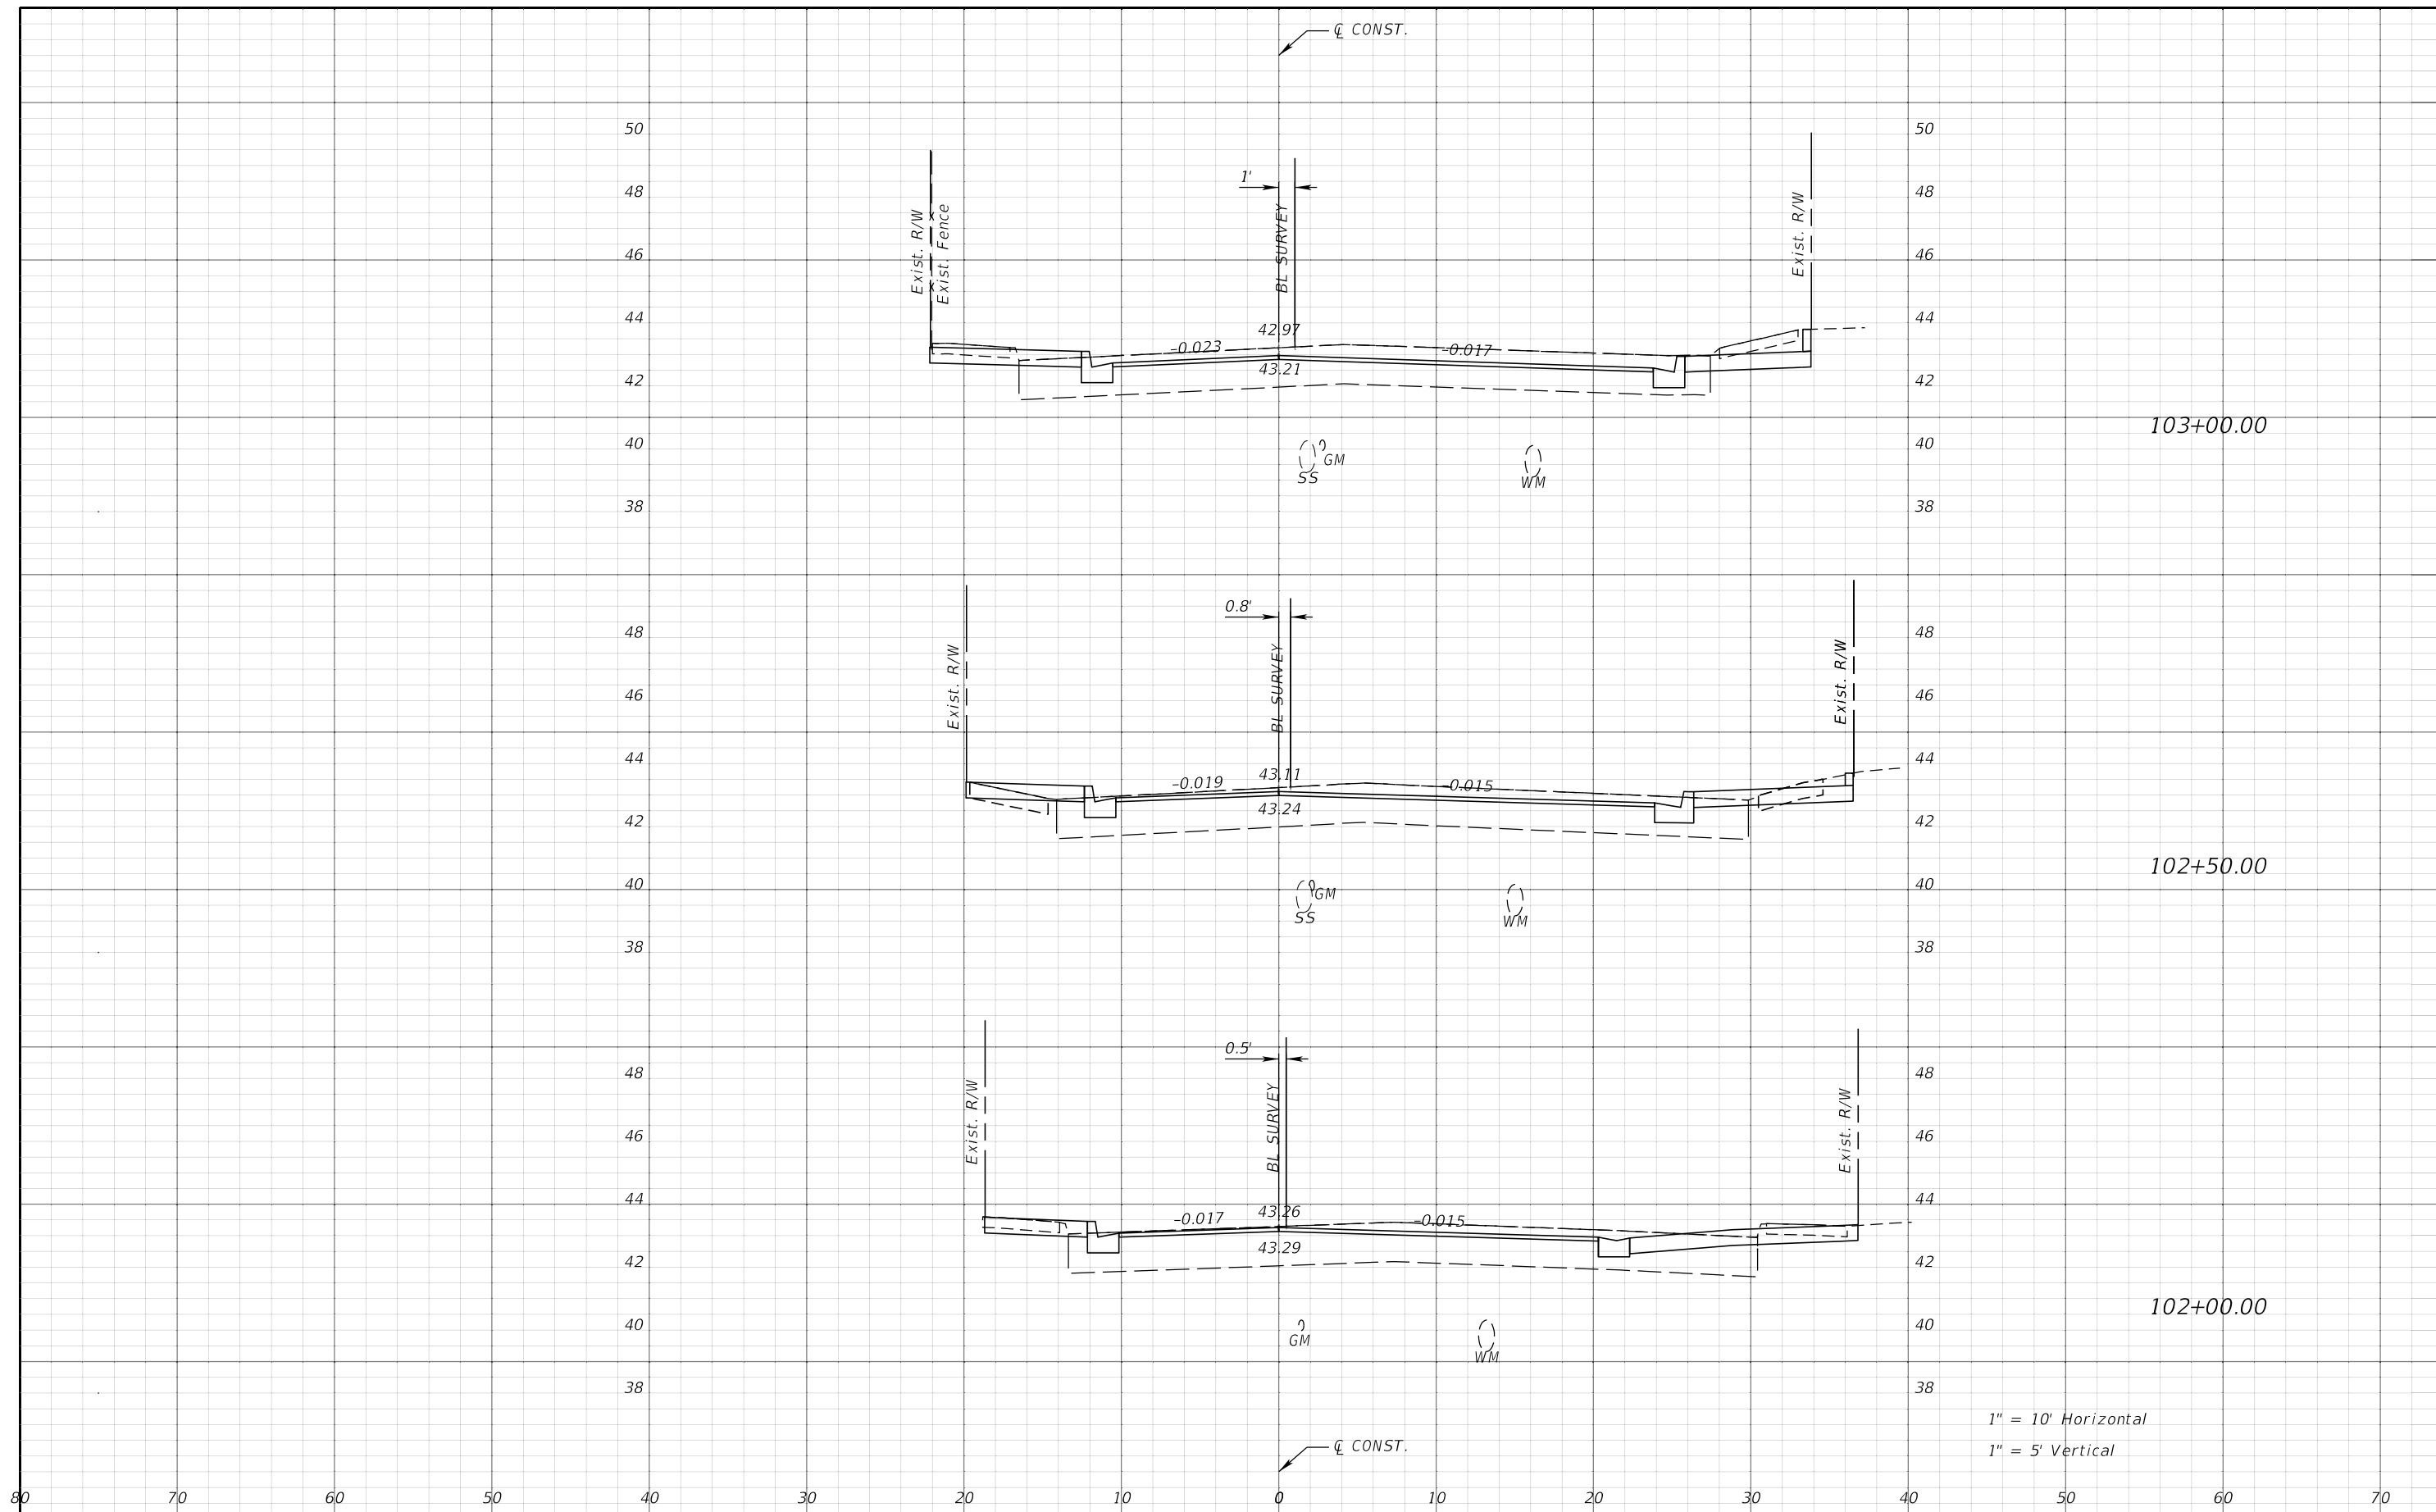 ℄ CONST.
50 50
1'
48 48
Exist. R/W
Exist. Fence
BL SURVEY
Exist. R/W
46 46
44 44
42.97
-0.023 -0.017
43.21
42 42
103+00.00
40 40
GM
SS
WM
38 38
0.8'
48 48
Exist. R/W
BL SURVEY
Exist. R/W
46 46
44 44
43.11
-0.019 -0.015
43.24
42 42
102+50.00
40 40
GM
SS
WM
38 38
0.5'
48 48
Exist. R/W
BL SURVEY
Exist. R/W
46 46
44 44
43.26
-0.017 -0.015
43.29
42 42
102+00.00
40 40
GM
WM
38 38
1" = 10' Horizontal
℄ CONST.
1" = 5' Vertical
80 70 60 50 40 30 20 10 0 10 20 30 40 50 60 70